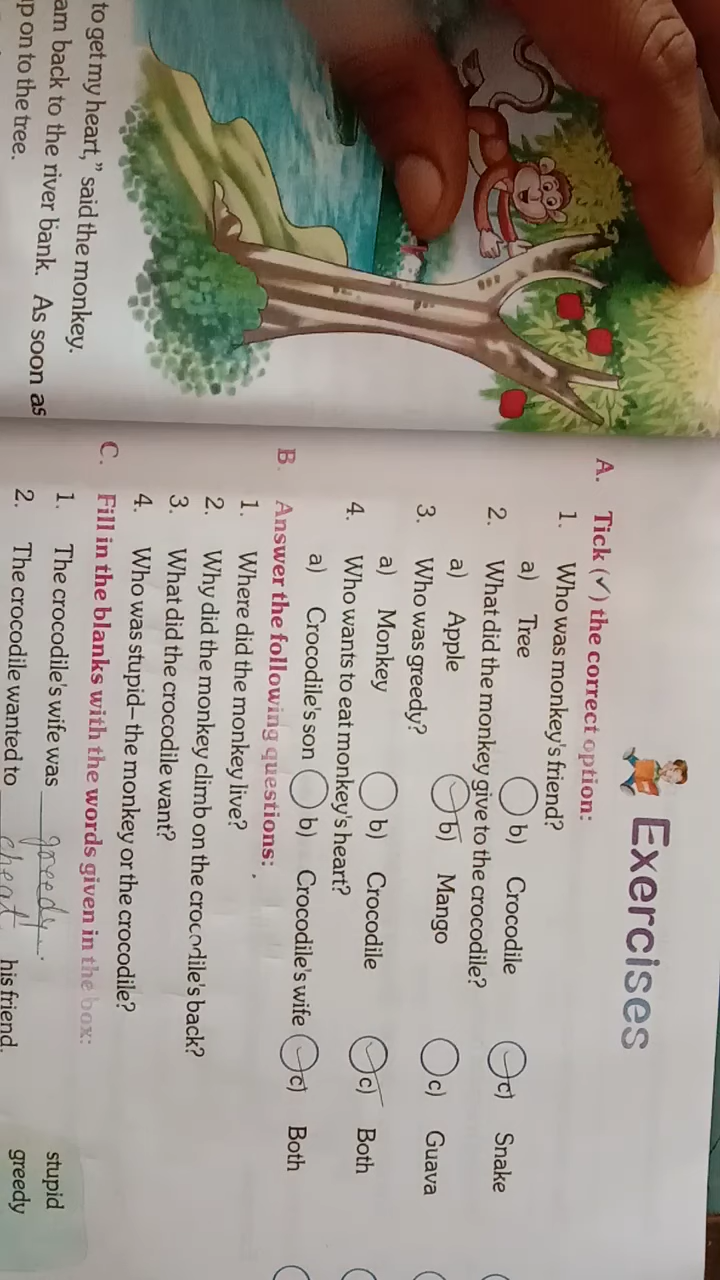 to get my heart," said the monkey.
am back to the river bank. As soon as
up on to the tree.
Exercises
A. Tick (✓) the correct option:
1. Who was monkey's friend?
a) Tree b) Crocodile c) Snake
2. What did the monkey give to the crocodile?
a) Apple b) Mango c) Guava
3. Who was greedy?
a) Monkey b) Crocodile c) Both
4. Who wants to eat monkey's heart?
a) Crocodile's son b) Crocodile's wife c) Both
B. Answer the following questions:
1. Where did the monkey live?
2. Why did the monkey climb on the crocodile's back?
3. What did the crocodile want?
4. Who was stupid– the monkey or the crocodile?
C. Fill in the blanks with the words given in the box:
1. The crocodile's wife was greedy.
2. The crocodile wanted to cheat his friend.
stupid
greedy